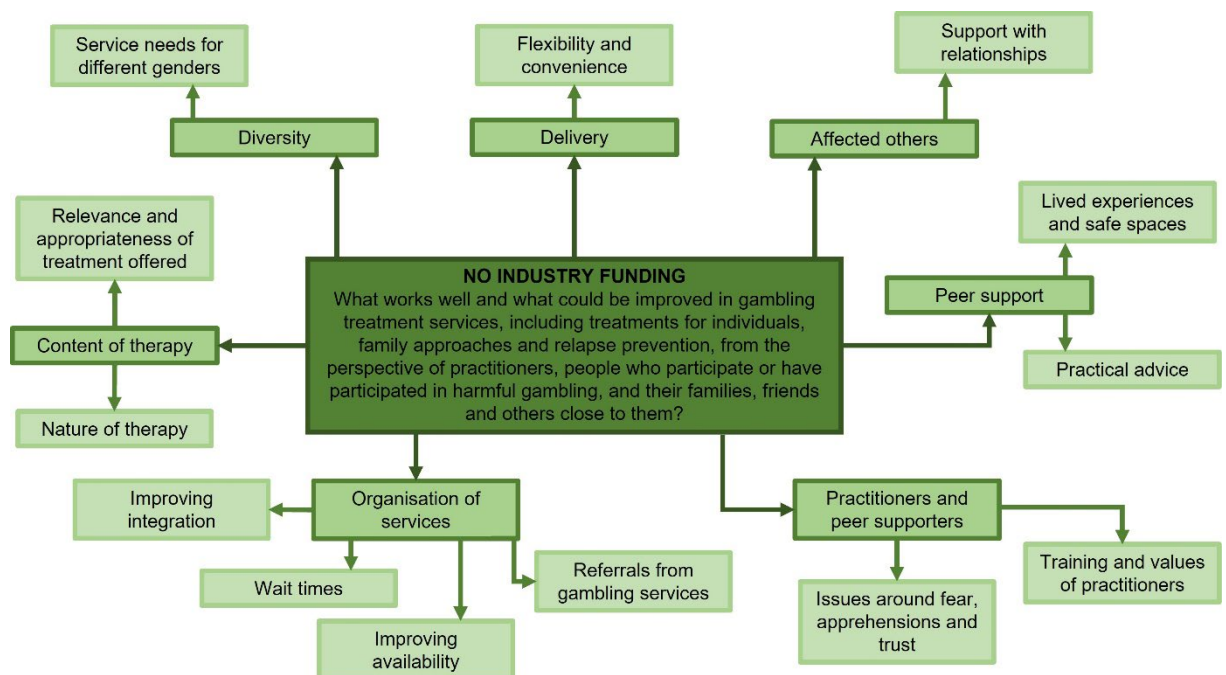 Service needs for
different genders
Flexibility and
convenience
Support with
relationships
Diversity
Delivery
Affected others
Relevance and
appropriateness of
treatment offered
Lived experiences
and safe spaces
NO INDUSTRY FUNDING
What works well and what could be improved in gambling
treatment services, including treatments for individuals,
family approaches and relapse prevention, from the
perspective of practitioners, people who participate or have
participated in harmful gambling, and their families, friends
and others close to them?
Content of therapy
Peer support
Nature of therapy
Practical advice
Improving
integration
Organisation of
services
Practitioners and
peer supporters
Wait times
Referrals from
gambling services
Improving
availability
Issues around fear,
apprehensions and
trust
Training and values
of practitioners